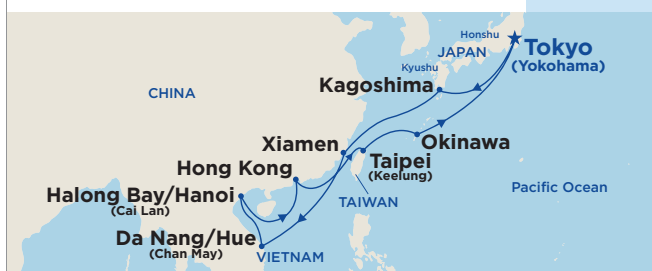 Honshu
JAPAN
Tokyo
(Yokohama)
Kyushu
Kagoshima
CHINA
Xiamen
Okinawa
Taipei
(Keelung)
Hong Kong
Halong Bay/Hanoi
(Cai Lan)
Pacific Ocean
TAIWAN
Da Nang/Hue
(Chan May)
VIETNAM